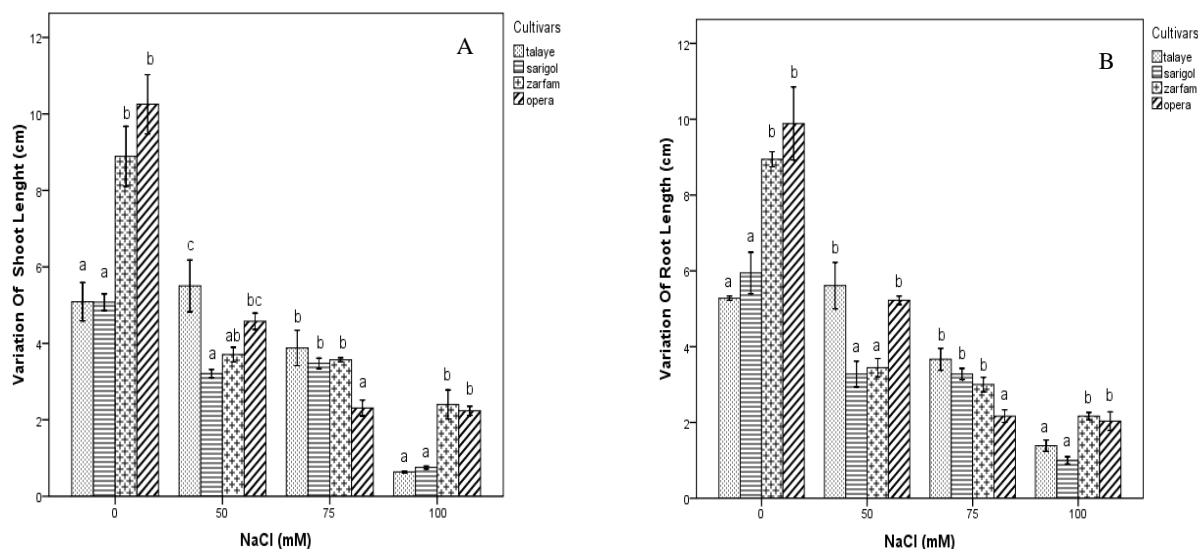 A
Cultivars
talaye
sarigol
zarfam
opera
Variation Of Shoot Lenght (cm)
12
10
8
6
4
2
0
a a b b
c a ab bc
b b b a
a a b b
0 50 75 100
NaCl (mM)
B
Cultivars
talaye
sarigol
zarfam
opera
Variation Of Root Length (cm)
12
10
8
6
4
2
0
a a b b
b a a b
b b b a
a a b b
0 50 75 100
NaCl (mM)